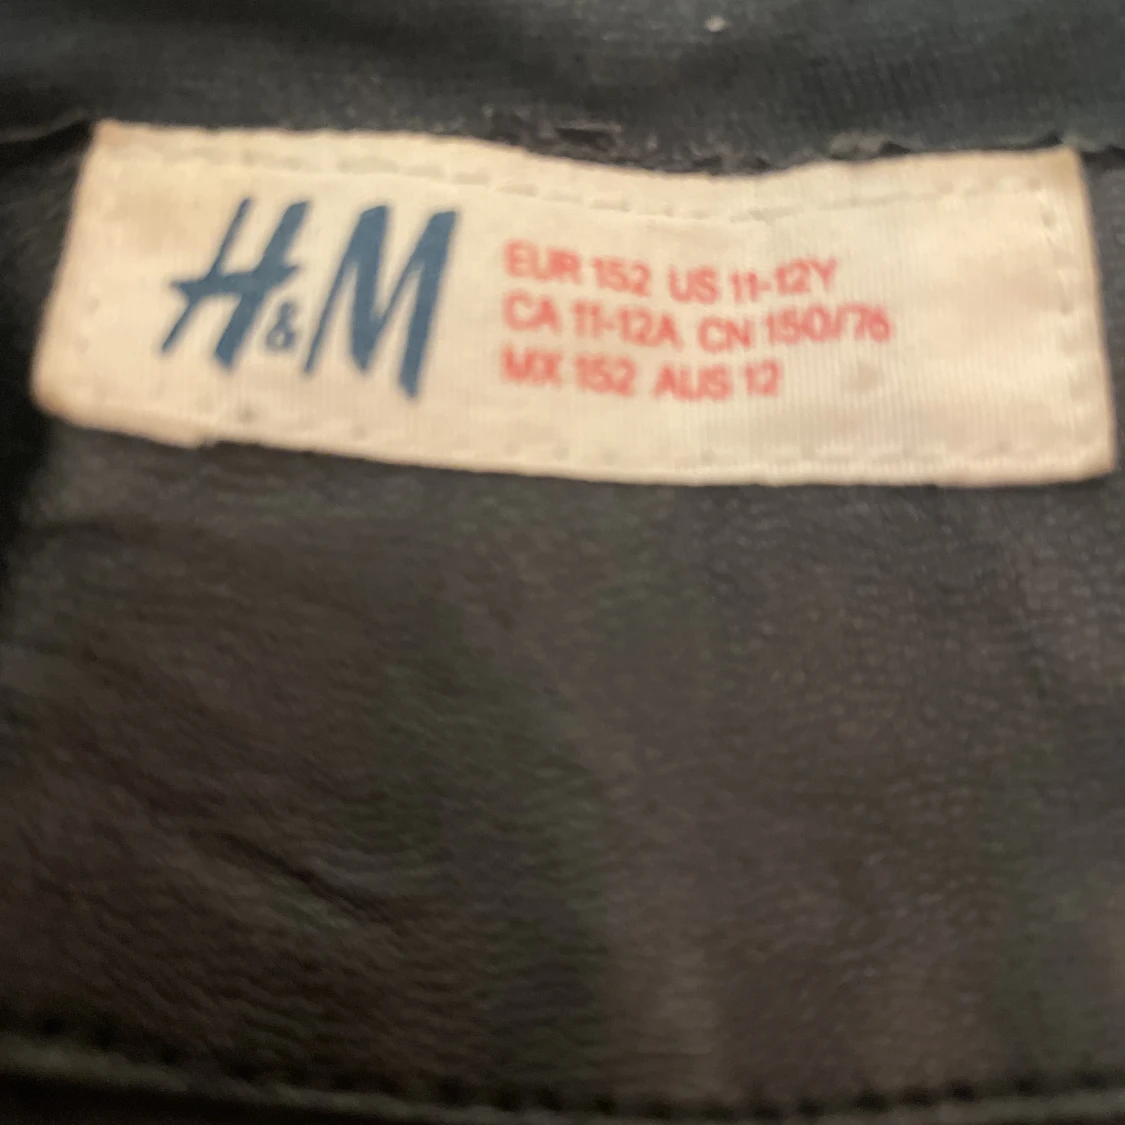 H&M
EUR 152 US 11-12Y
CA 11-12A CN 150/76
MX 152 AUS 12